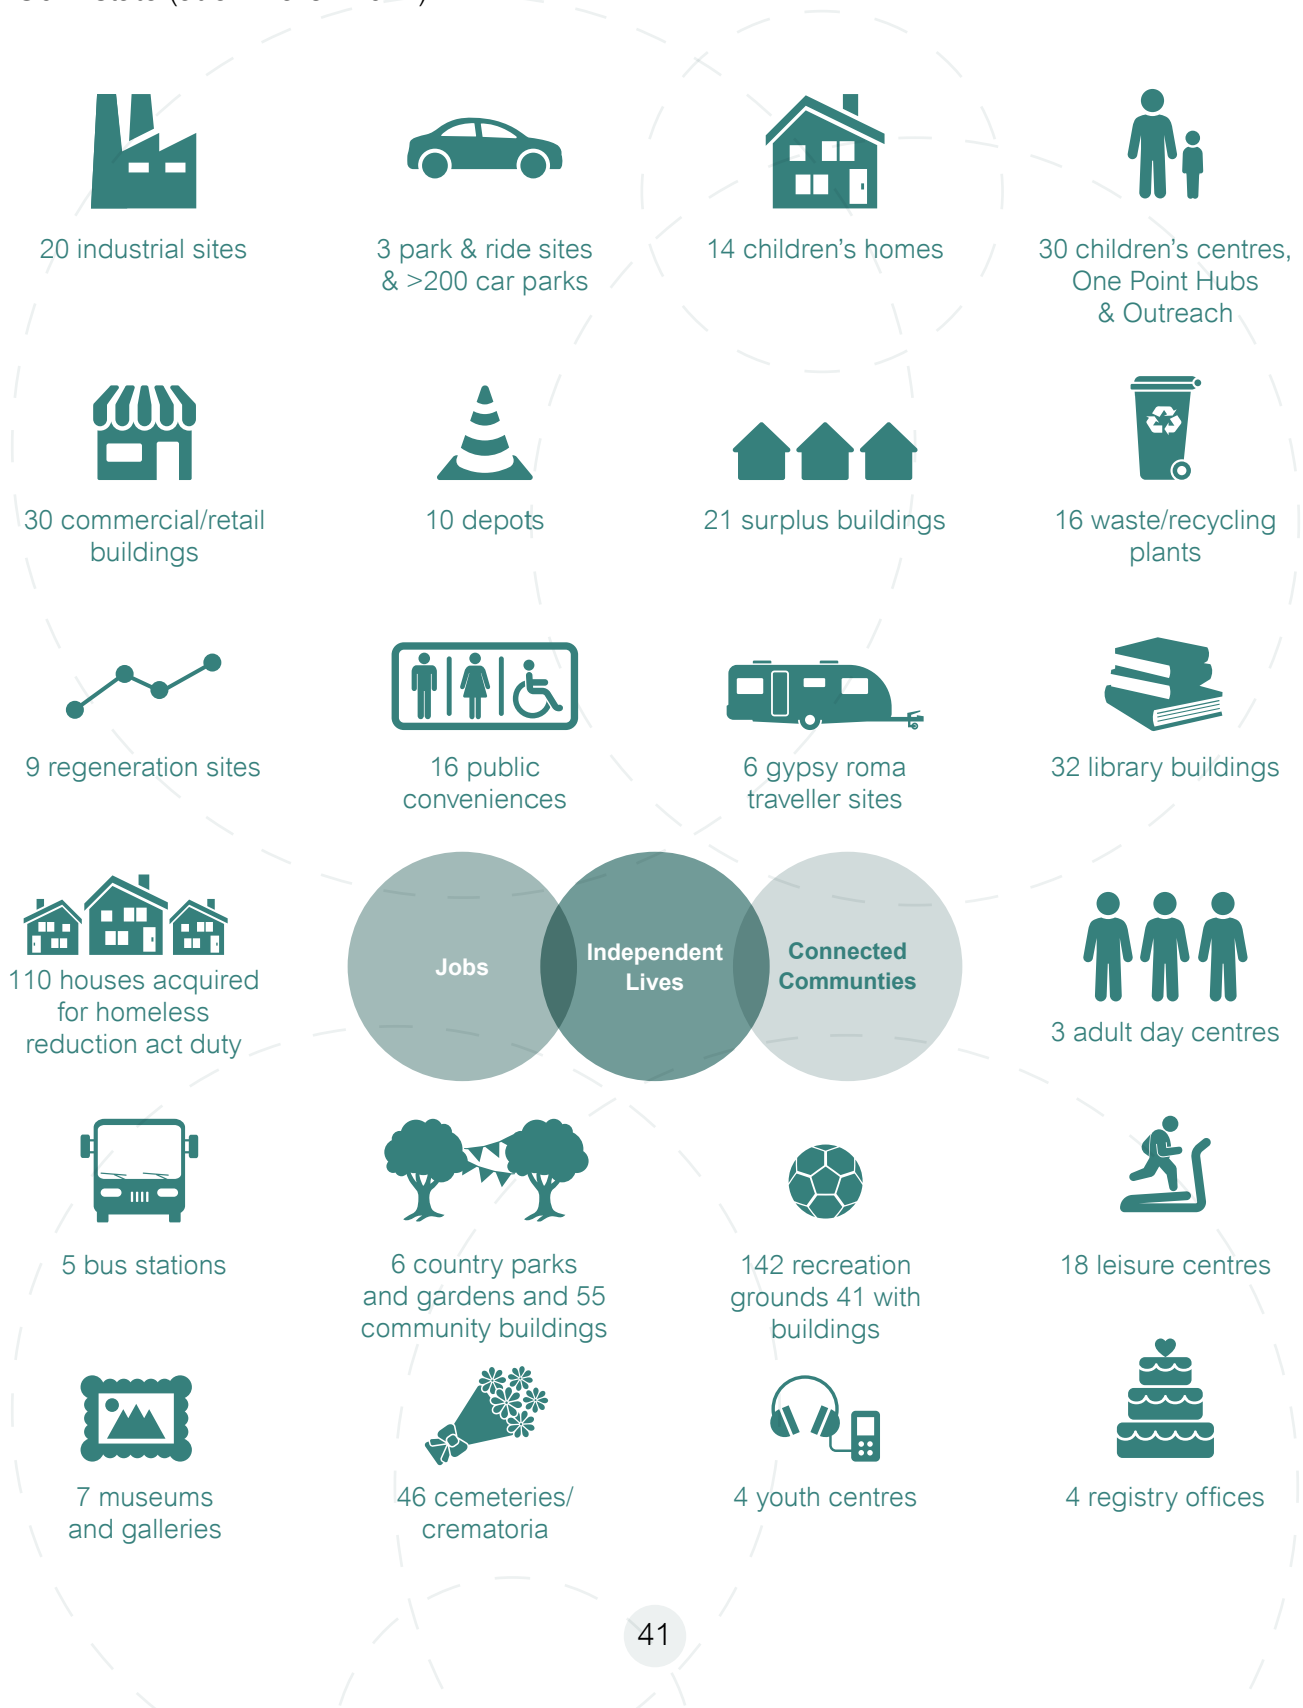 20 industrial sites
3 park & ride sites
& >200 car parks
14 children's homes
30 children's centres,
One Point Hubs
& Outreach
30 commercial/retail
buildings
10 depots
21 surplus buildings
16 waste/recycling
plants
9 regeneration sites
16 public
conveniences
6 gypsy roma
traveller sites
32 library buildings
110 houses acquired
for homeless
reduction act duty
Jobs
Independent
Lives
Connected
Communties
3 adult day centres
5 bus stations
6 country parks
and gardens and 55
community buildings
142 recreation
grounds 41 with
buildings
18 leisure centres
7 museums
and galleries
46 cemeteries/
crematoria
4 youth centres
4 registry offices
41